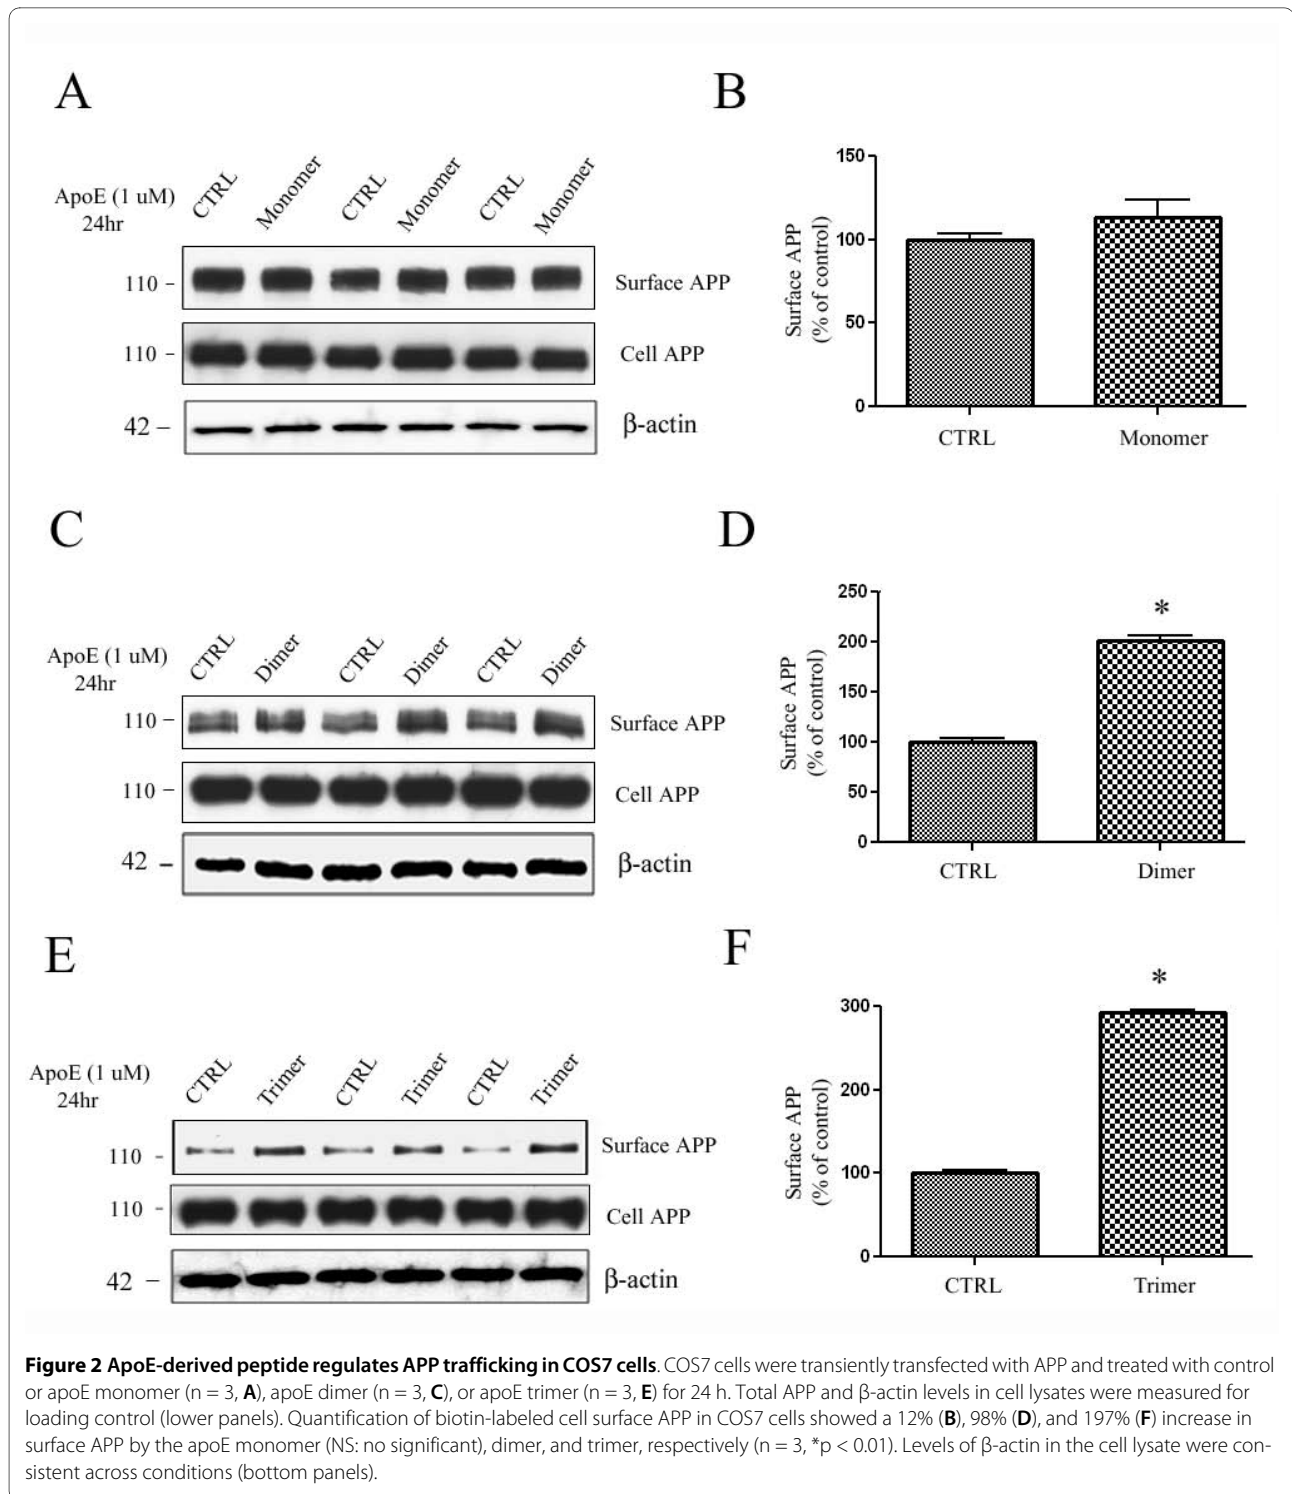 A
ApoE (1 uM)
24hr
CTRL
Monomer
CTRL
Monomer
CTRL
Monomer
110
Surface APP
110
Cell APP
42
β-actin
B
Surface APP
(% of control)
150
100
50
0
CTRL
Monomer
C
ApoE (1 uM)
24hr
CTRL
Dimer
CTRL
Dimer
CTRL
Dimer
110
Surface APP
110
Cell APP
42
β-actin
D
Surface APP
(% of control)
250
200
150
100
50
0
*
CTRL
Dimer
E
ApoE (1 uM)
24hr
CTRL
Trimer
CTRL
Trimer
CTRL
Trimer
110
Surface APP
110
Cell APP
42
β-actin
F
Surface APP
(% of control)
300
200
100
0
*
CTRL
Trimer
Figure 2 ApoE-derived peptide regulates APP trafficking in COS7 cells. COS7 cells were transiently transfected with APP and treated with control
or apoE monomer (n = 3, A), apoE dimer (n = 3, C), or apoE trimer (n = 3, E) for 24 h. Total APP and β-actin levels in cell lysates were measured for
loading control (lower panels). Quantification of biotin-labeled cell surface APP in COS7 cells showed a 12% (B), 98% (D), and 197% (F) increase in
surface APP by the apoE monomer (NS: no significant), dimer, and trimer, respectively (n = 3, *p < 0.01). Levels of β-actin in the cell lysate were con-
sistent across conditions (bottom panels).